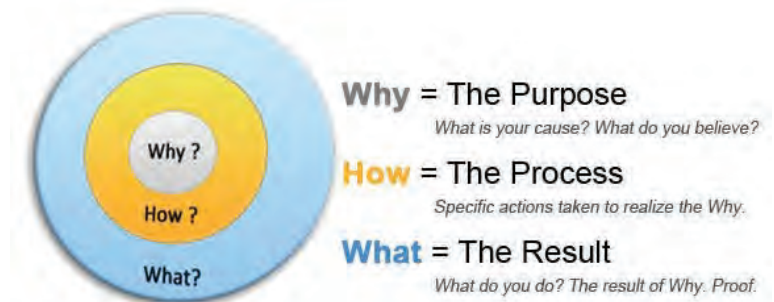 Why ?
How ?
What?
Why = The Purpose
What is your cause? What do you believe?
How = The Process
Specific actions taken to realize the Why.
What = The Result
What do you do? The result of Why. Proof.